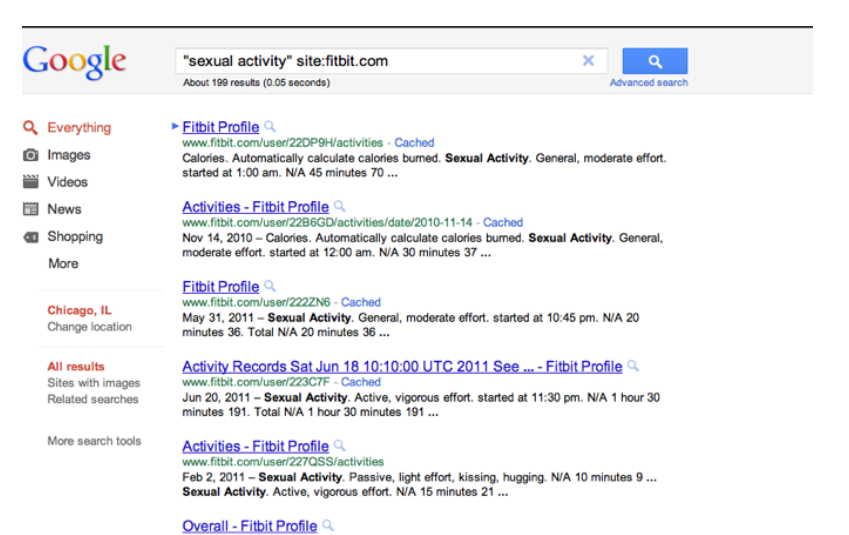 Google
"sexual activity" site:fitbit.com
About 199 results (0.05 seconds)
Advanced search
Everything
Images
Videos
News
Shopping
More
Chicago, IL
Change location
All results
Sites with images
Related searches
More search tools
Fitbit Profile
www.fitbit.com/user/22DP9H/activities - Cached
Calories. Automatically calculate calories burned. Sexual Activity. General, moderate effort.
started at 1:00 am. N/A 45 minutes 70 ...
Activities - Fitbit Profile
www.fitbit.com/user/22B6GD/activities/date/2010-11-14 - Cached
Nov 14, 2010 – Calories. Automatically calculate calories burned. Sexual Activity. General,
moderate effort. started at 12:00 am. N/A 30 minutes 37 ...
Fitbit Profile
www.fitbit.com/user/222ZN6 - Cached
May 31, 2011 – Sexual Activity. General, moderate effort. started at 10:45 pm. N/A 20
minutes 36. Total N/A 20 minutes 36 ...
Activity Records Sat Jun 18 10:10:00 UTC 2011 See ... - Fitbit Profile
www.fitbit.com/user/223C7F - Cached
Jun 20, 2011 – Sexual Activity. Active, vigorous effort. started at 11:30 pm. N/A 1 hour 30
minutes 191. Total N/A 1 hour 30 minutes 191 ...
Activities - Fitbit Profile
www.fitbit.com/user/227QSS/activities
Feb 2, 2011 – Sexual Activity. Passive, light effort, kissing, hugging. N/A 10 minutes 9 ...
Sexual Activity. Active, vigorous effort. N/A 15 minutes 21 ...
Overall - Fitbit Profile